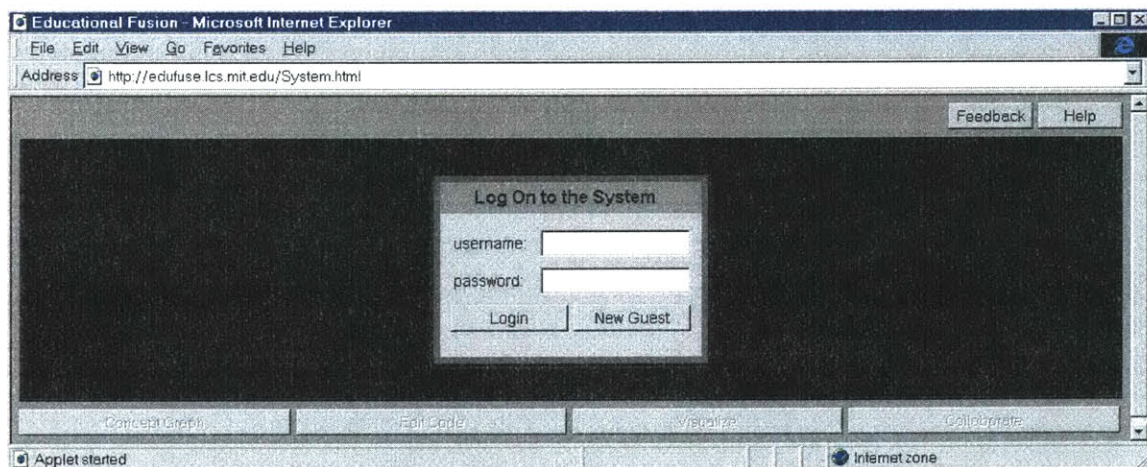 Educational Fusion - Microsoft Internet Explorer
File Edit View Go Favorites Help
Address http://edufuse.lcs.mit.edu/System.html
Feedback Help
Log On to the System
username:
password:
Login New Guest
Concept Graph Edit Code Visualize Collaborate
Applet started Internet zone